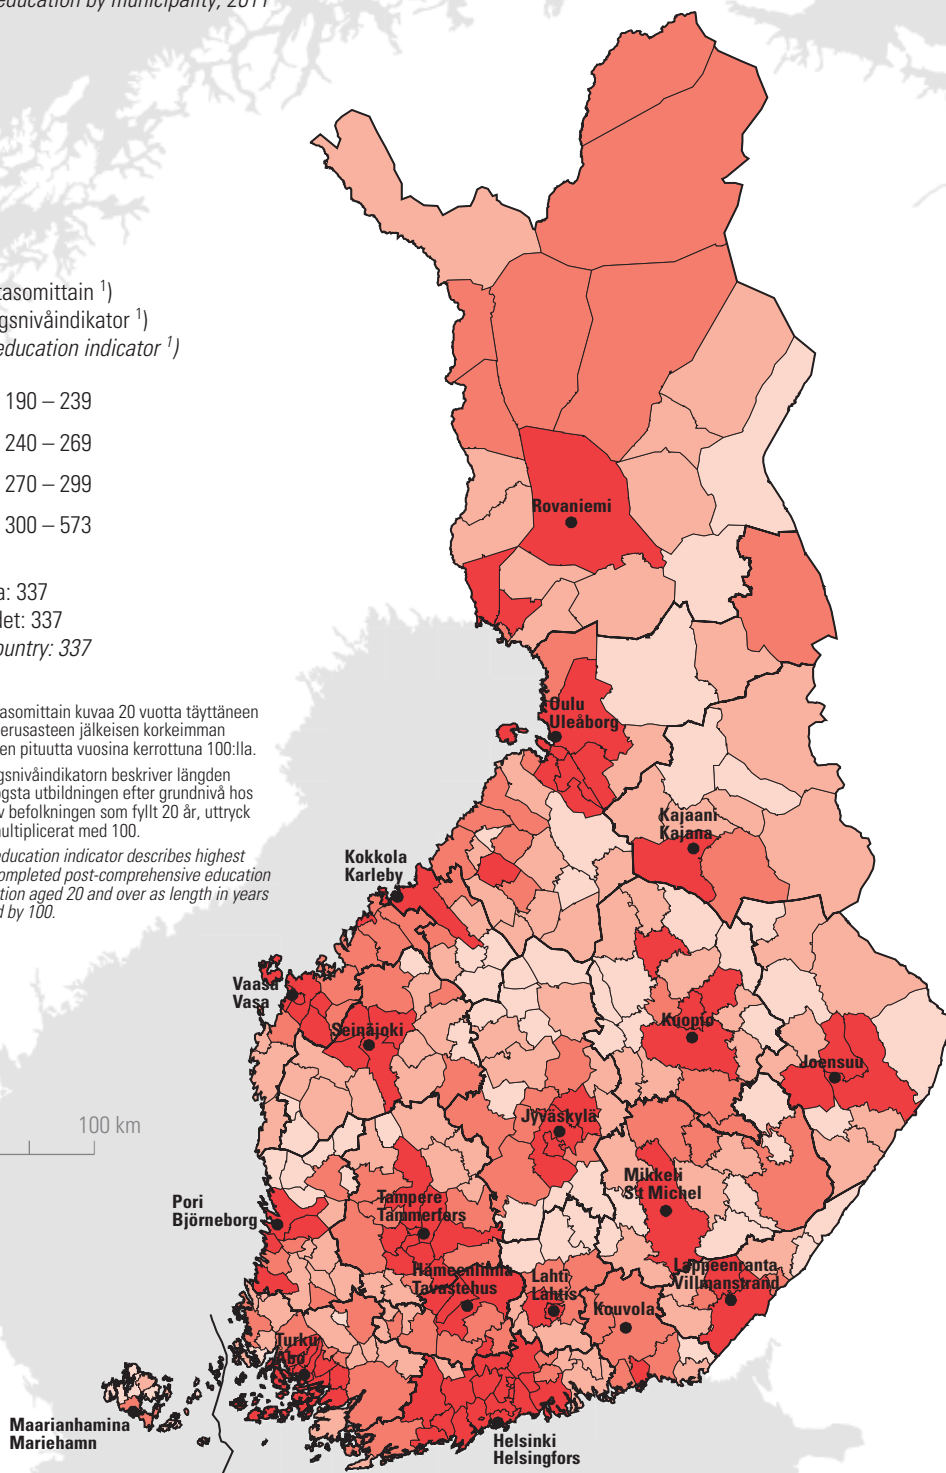 education by municipality, 2011
tasomittain ¹)
gsnivåindikator ¹)
education indicator ¹)
190 – 239
240 – 269
270 – 299
300 – 573
a: 337
det: 337
ountry: 337
asomittain kuvaa 20 vuotta täyttäneen
erusasteen jälkeisen korkeimman
en pituutta vuosina kerrottuna 100:lla.
gsnivåindikatorn beskriver längden
ögsta utbildningen efter grundnivå hos
v befolkningen som fyllt 20 år, uttryck
ultiplicerat med 100.
education indicator describes highest
ompleted post-comprehensive education
tion aged 20 and over as length in years
d by 100.
Rovaniemi
Oulu
Uleåborg
Kajaani
Kajana
Kokkola
Karleby
Vaasa
Vasa
Seinäjoki
Kuopio
Joensuu
100 km
Jyväskylä
Mikkeli
S:t Michel
Pori
Björneborg
Tampere
Tammerfors
Hämeenlinna
Tavastehus
Lahti
Lahtis
Kouvola
Lappeenranta
Villmanstrand
Turku
Åbo
Maarianhamina
Mariehamn
Helsinki
Helsingfors